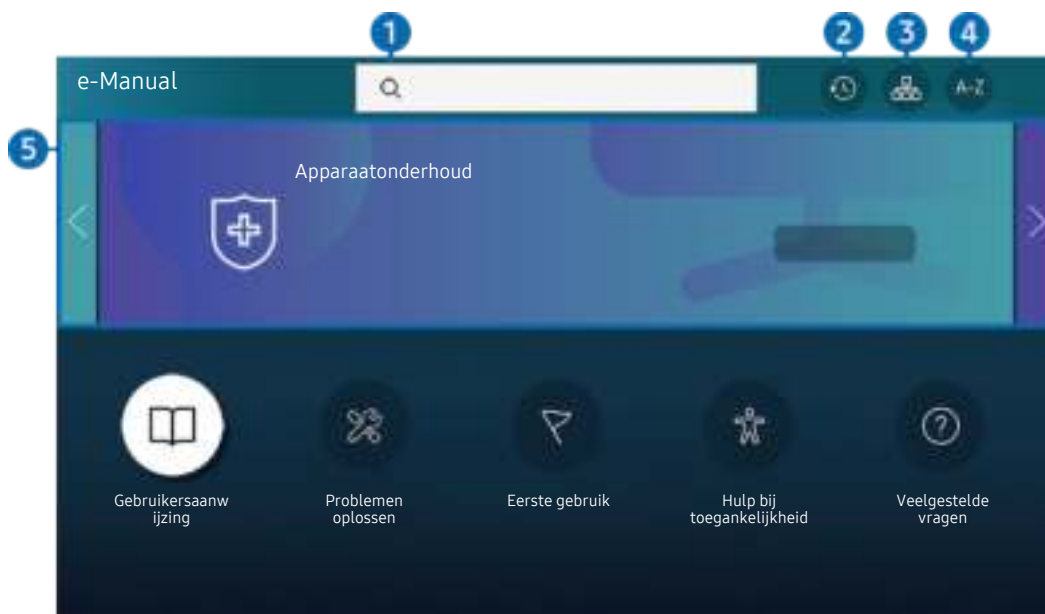 1
2
3
4
e-Manual
A-Z
5
Apparaatonderhoud
Gebruikersaanw
ijzing
Problemen
oplossen
Eerste gebruik
Hulp bij
toegankelijkheid
Veelgestelde
vragen